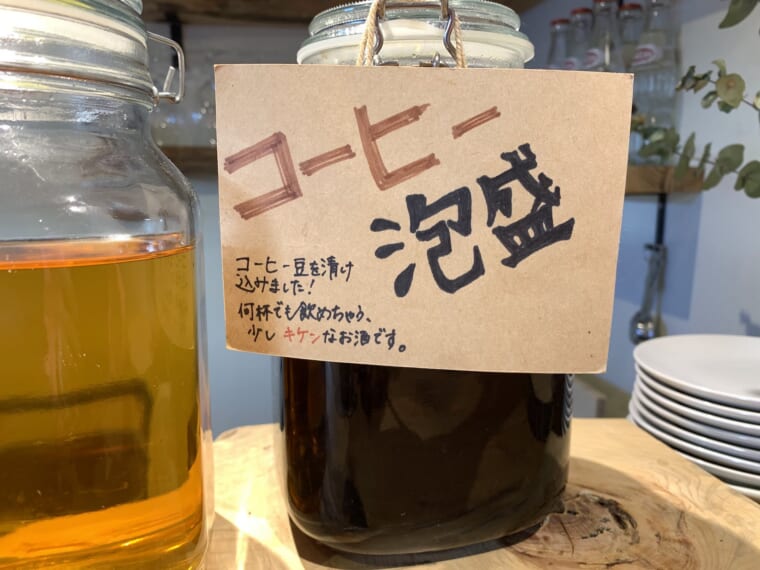 コーヒー
泡盛
コーヒー豆を漬け
込みました!
何杯でも飲めちゃう、
少しキケンなお酒です。